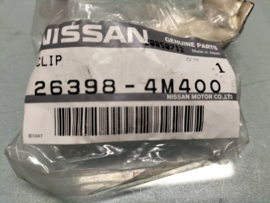 NISSAN
GENUINE PARTS
CLIP
1
26398-4M400
NISSAN MOTOR CO.,LTD.